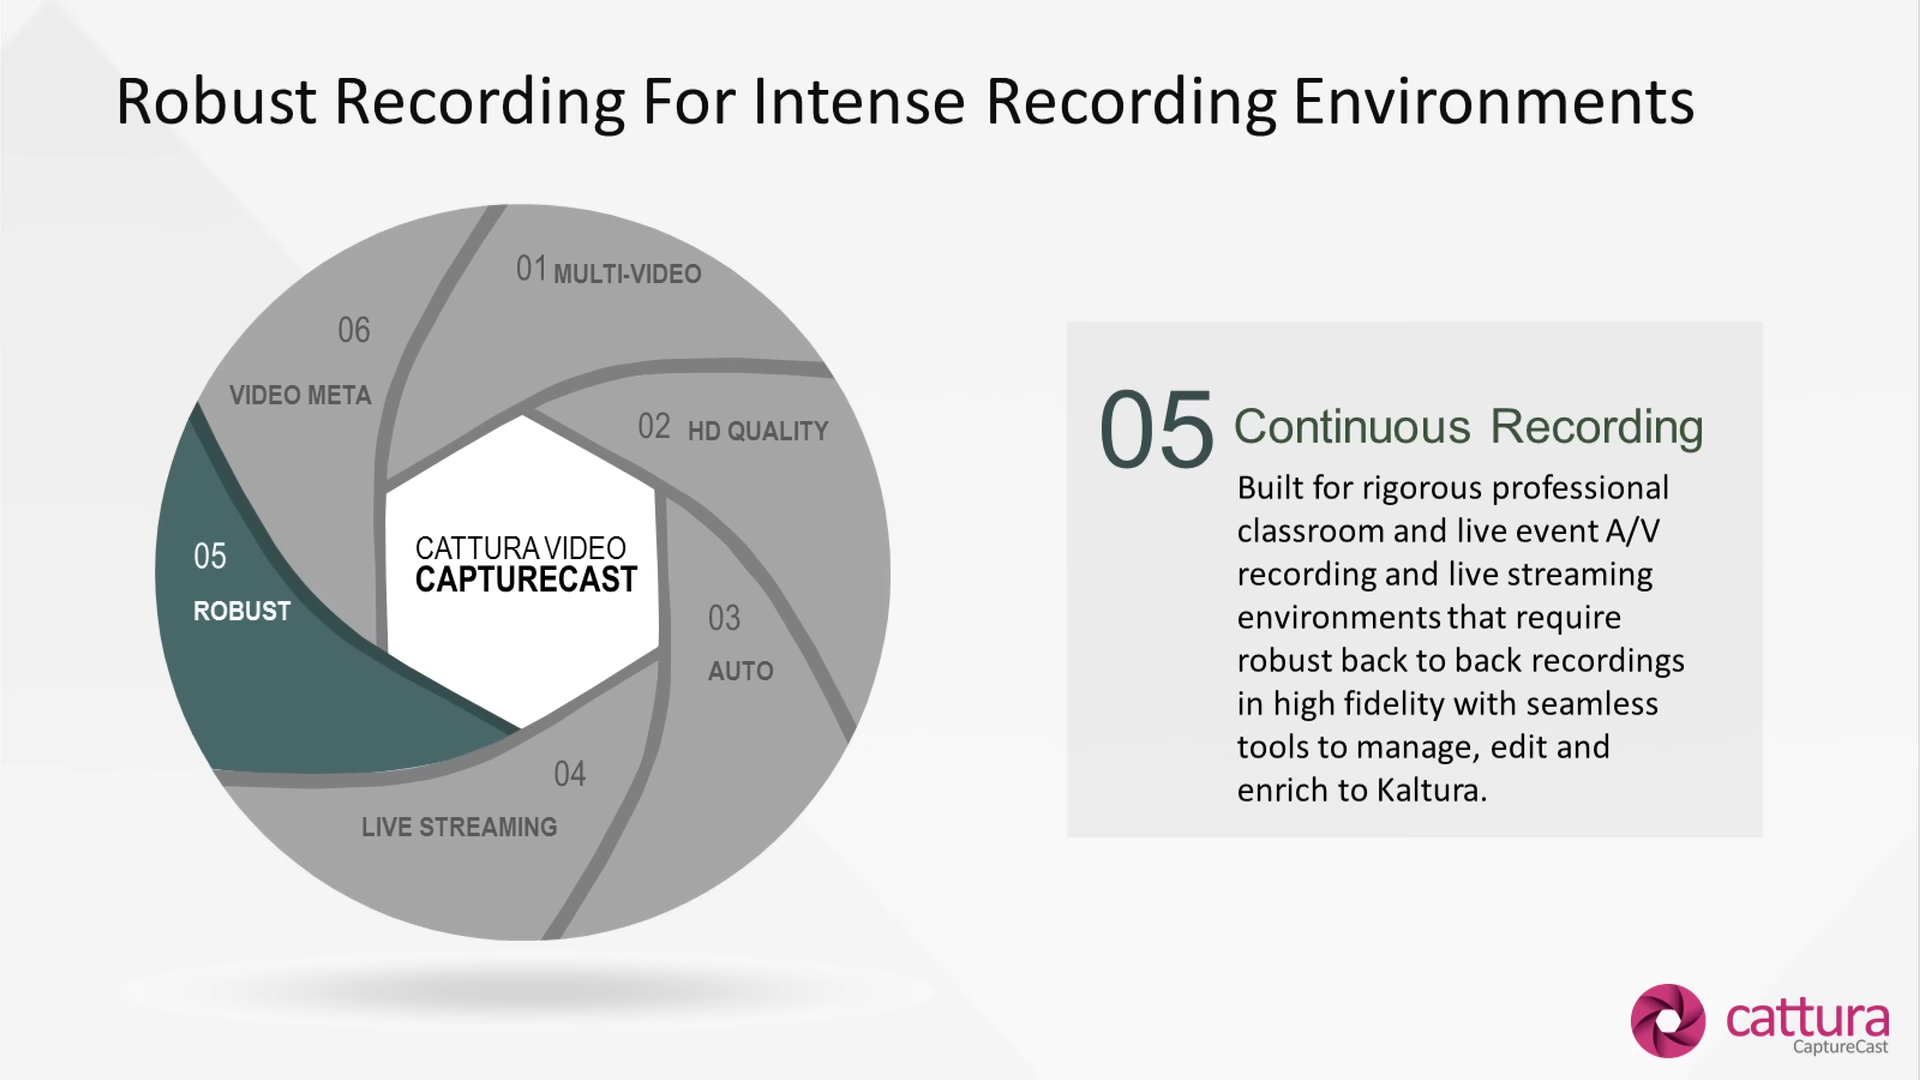 Robust Recording For Intense Recording Environments
01 MULTI-VIDEO
02 HD QUALITY
03
AUTO
04
LIVE STREAMING
05
ROBUST
06
VIDEO META
CATTURA VIDEO
CAPTURECAST
05 Continuous Recording
Built for rigorous professional
classroom and live event A/V
recording and live streaming
environments that require
robust back to back recordings
in high fidelity with seamless
tools to manage, edit and
enrich to Kaltura.
cattura
CaptureCast